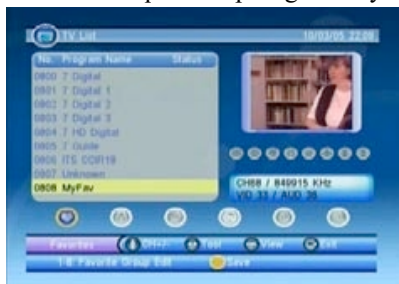 TV List 10/03/05 22:08
No. Program Name Status
0800 7 Digital
0801 7 Digital 1
0802 7 Digital 2
0803 7 Digital 3
0804 7 HD Digital
0805 7 Guide
0806 ITS CCIR18
0807 Unknown
0808 MyFav
CH68 / 849915 KHz
VID 33 / AUD 36
Favorites CH+/- Tool View Exit
1-8: Favorite Group Edit Save